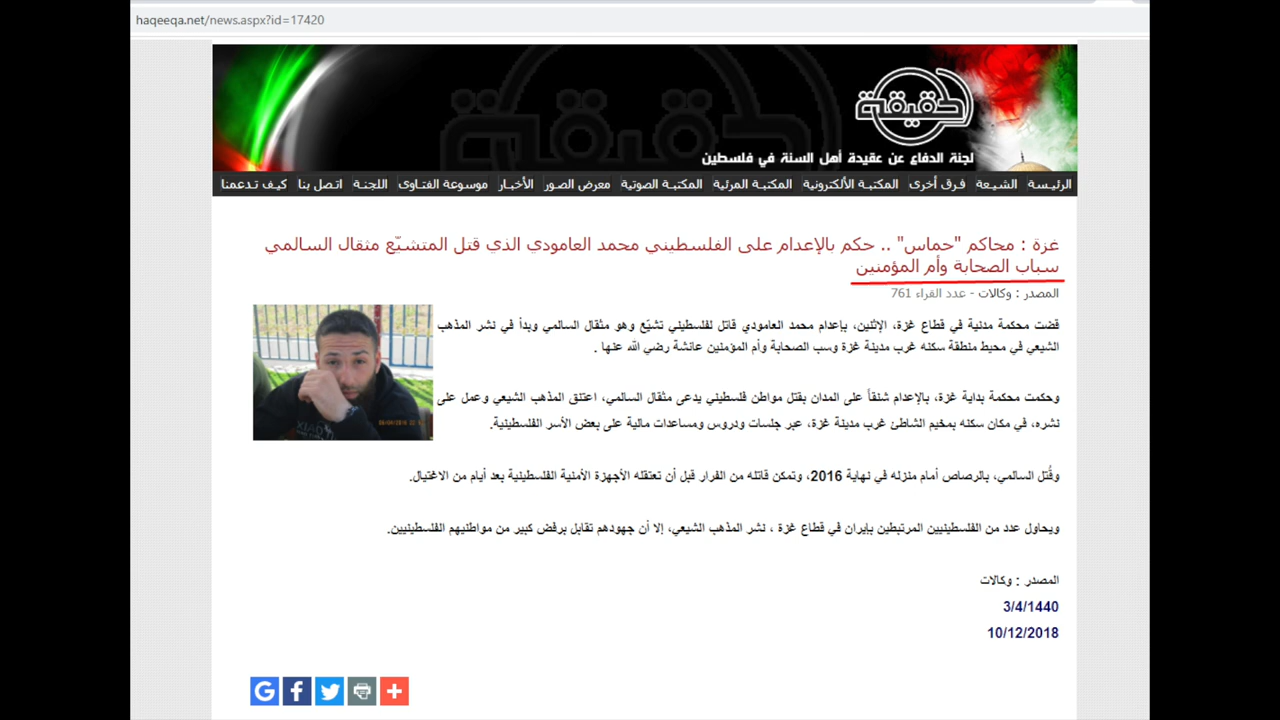 haqeeqa.net/news.aspx?id=17420
حقيقة
لجنة الدفاع عن عقيدة أهل السنة في فلسطين
الرئيسة الشيعة فرق أخرى المكتبة الألكترونية المكتبة المرئية المكتبة الصوتية معرض الصور الأخبار موسوعة الفتاوى اللجنة اتصل بنا كيف تدعمنا
غزة : محاكم "حماس" .. حكم بالإعدام على الفلسطيني محمد العامودي الذي قتل المتشيّع مثقال السالمي
سباب الصحابة وأم المؤمنين
المصدر : وكالات - عدد القراء 761
قضت محكمة مدنية في قطاع غزة، الإثنين، بإعدام محمد العامودي قاتل لفلسطيني تشيّع وهو مثقال السالمي وبدأ في نشر المذهب
الشيعي في محيط منطقة سكنه غرب مدينة غزة وسب الصحابة وأم المؤمنين عائشة رضي الله عنها .
وحكمت محكمة بداية غزة، بالإعدام شنقاً على المدان بقتل مواطن فلسطيني يدعى مثقال السالمي، اعتنق المذهب الشيعي وعمل على
نشره، في مكان سكنه بمخيم الشاطئ غرب مدينة غزة، عبر جلسات ودروس ومساعدات مالية على بعض الأسر الفلسطينية.
وقُتل السالمي، بالرصاص أمام منزله في نهاية 2016، وتمكن قاتله من الفرار قبل أن تعتقله الأجهزة الأمنية الفلسطينية بعد أيام من الاغتيال.
ويحاول عدد من الفلسطينيين المرتبطين بإيران في قطاع غزة ، نشر المذهب الشيعي، إلا أن جهودهم تقابل برفض كبير من مواطنيهم الفلسطينيين.
المصدر : وكالات
3/4/1440
10/12/2018